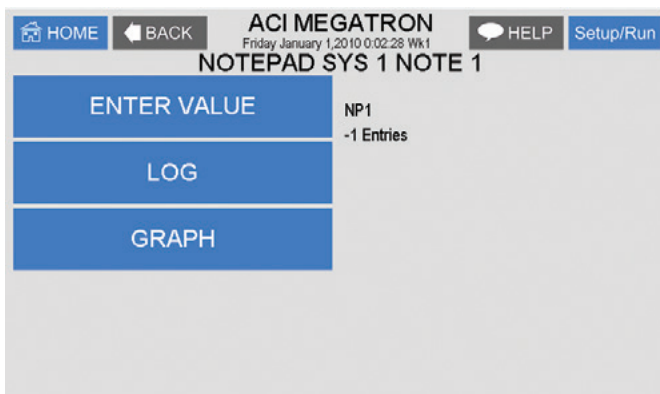 HOME
BACK
ACI MEGATRON
Friday January 1,2010 0:02:28 Wk1
HELP
Setup/Run
NOTEPAD SYS 1 NOTE 1
ENTER VALUE
NP1
-1 Entries
LOG
GRAPH